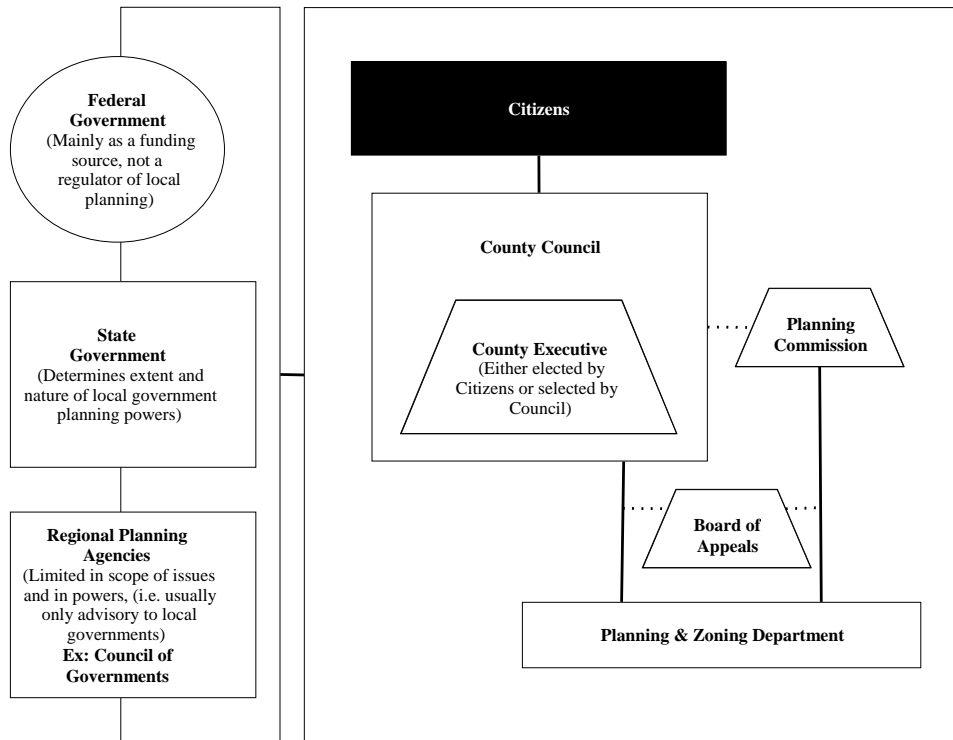 Federal
Government
(Mainly as a funding
source, not a
regulator of local
planning)
State
Government
(Determines extent and
nature of local government
planning powers)
Regional Planning
Agencies
(Limited in scope of issues
and in powers, (i.e. usually
only advisory to local
governments)
Ex: Council of
Governments
Citizens
County Council
County Executive
(Either elected by
Citizens or selected by
Council)
Planning
Commission
Board of
Appeals
Planning & Zoning Department